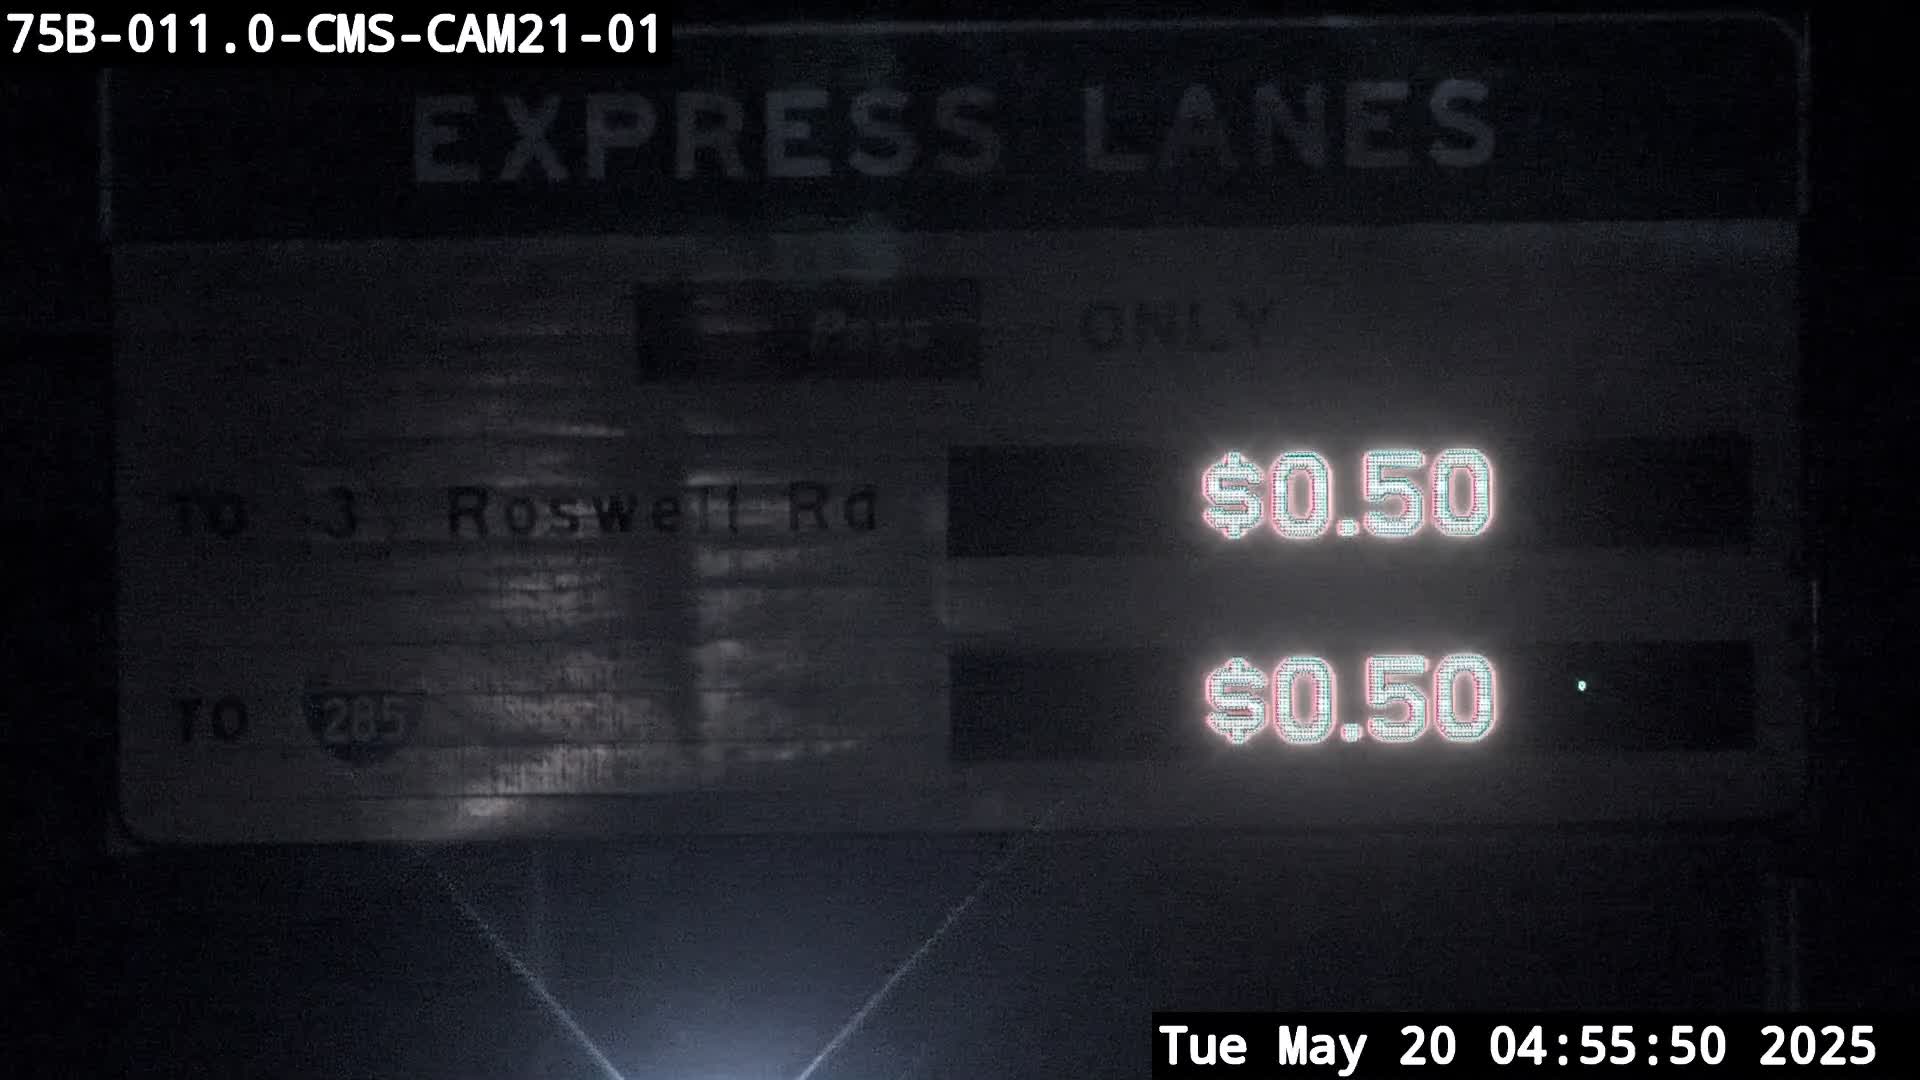 75B-011.0-CMS-CAM21-01
EXPRESS LANES
ONLY
TO 3 Roswell Rd $0.50
TO 285 $0.50
Tue May 20 04:55:50 2025